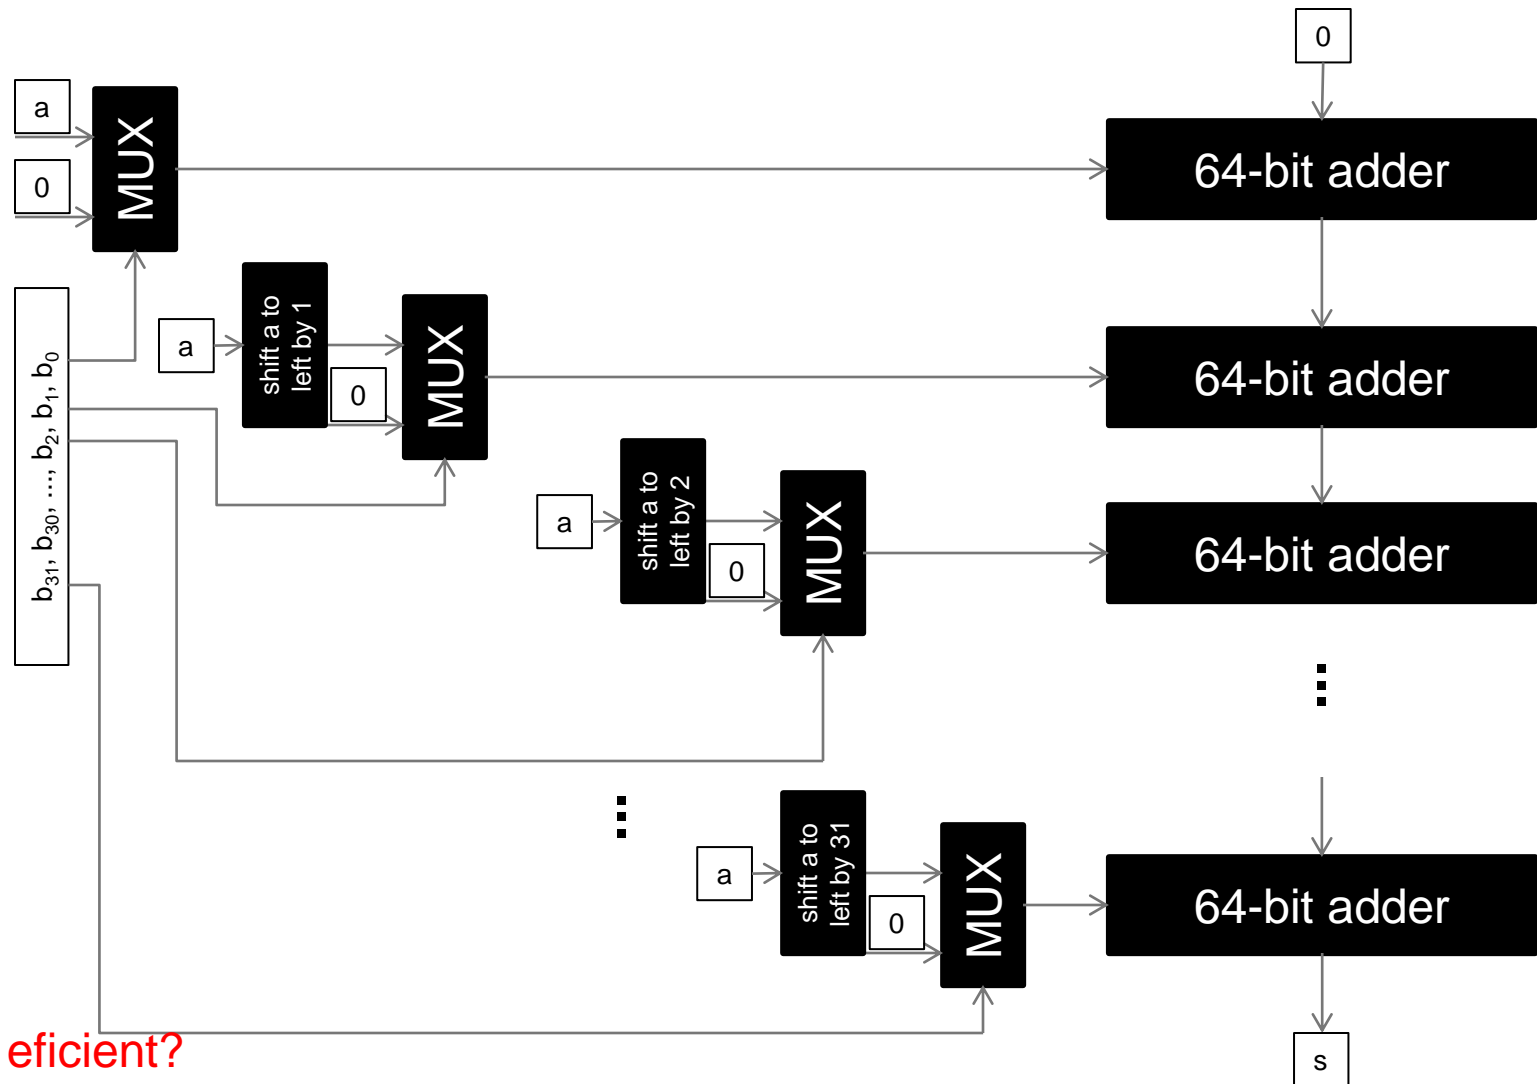 0
a
MUX
64-bit adder
0
b31, b30, ..., b2, b1, b0
a
shift a to
left by 1
0
MUX
64-bit adder
a
shift a to
left by 2
0
MUX
64-bit adder
...
...
a
shift a to
left by 31
0
MUX
64-bit adder
eficient?
s